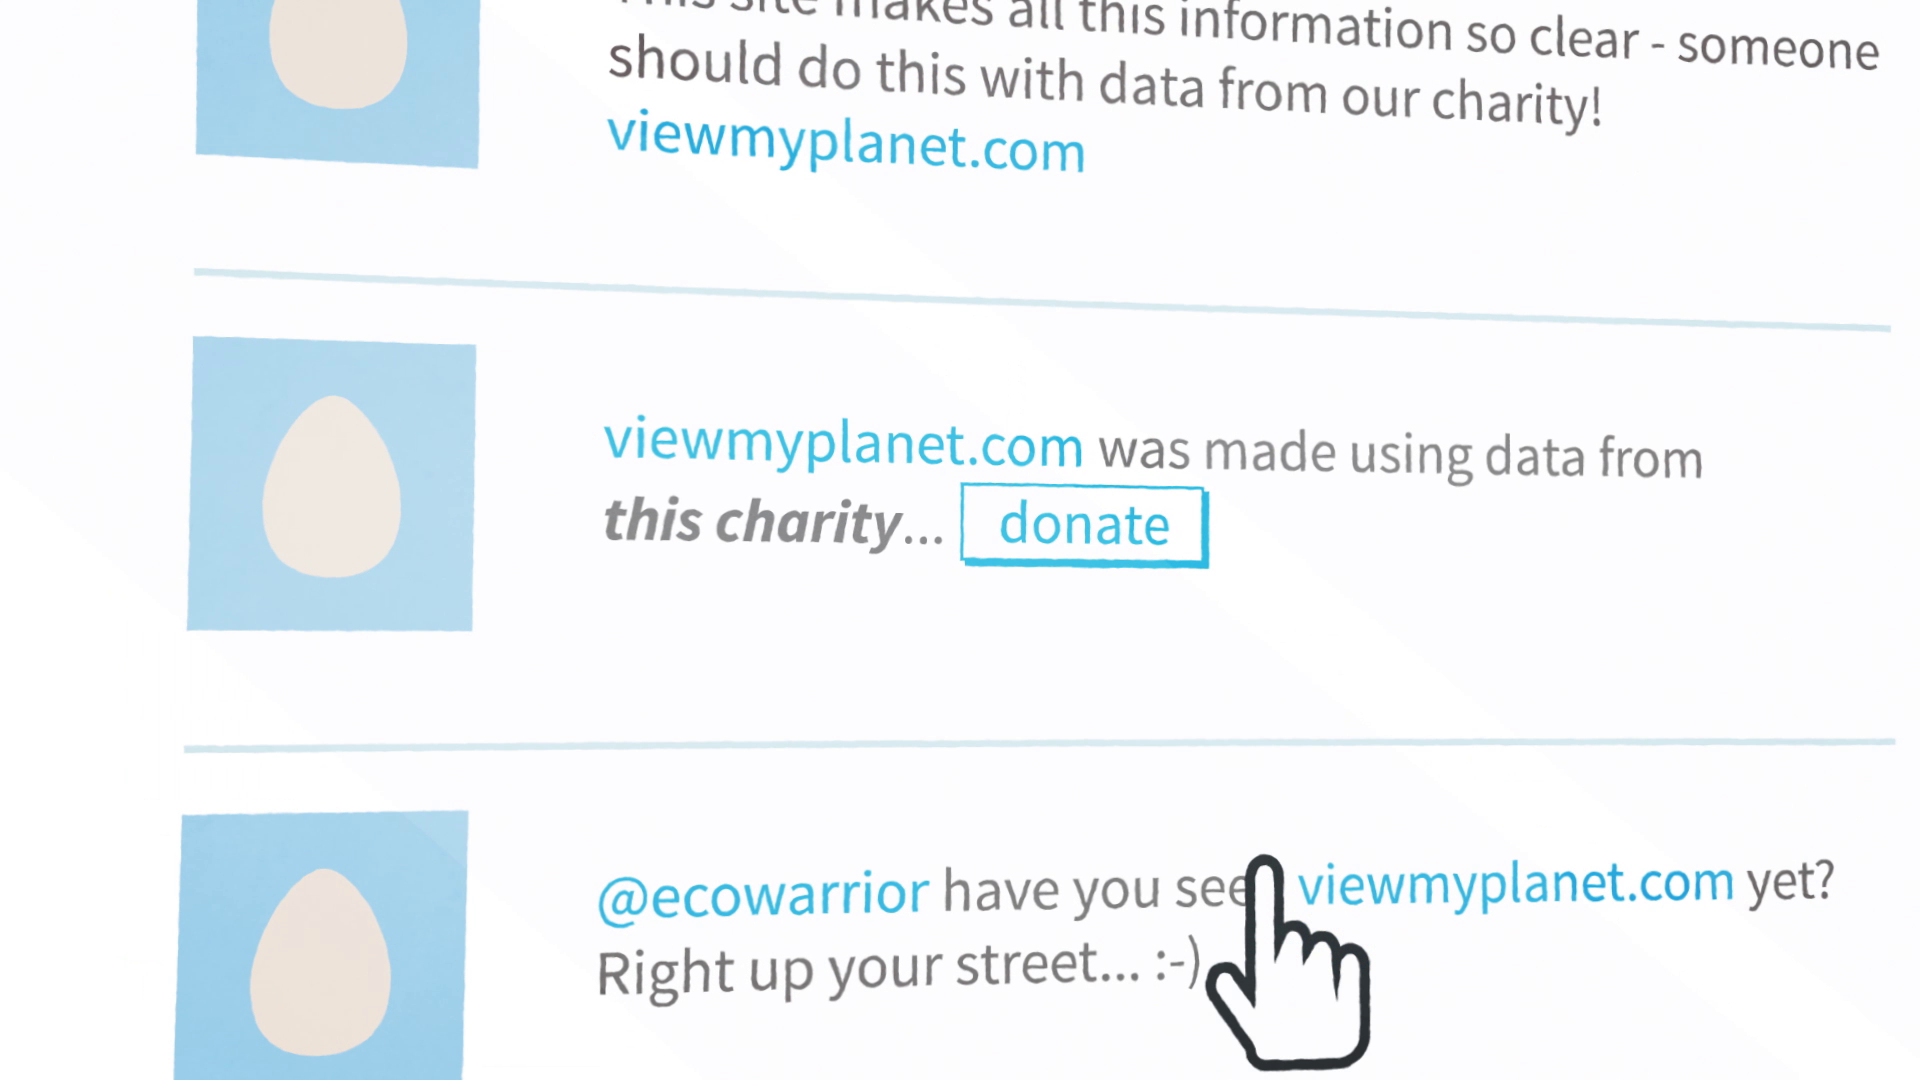 This site makes all this information so clear - someone
should do this with data from our charity!
viewmyplanet.com
viewmyplanet.com was made using data from
this charity... donate
@ecowarrior have you see viewmyplanet.com yet?
Right up your street... :-)